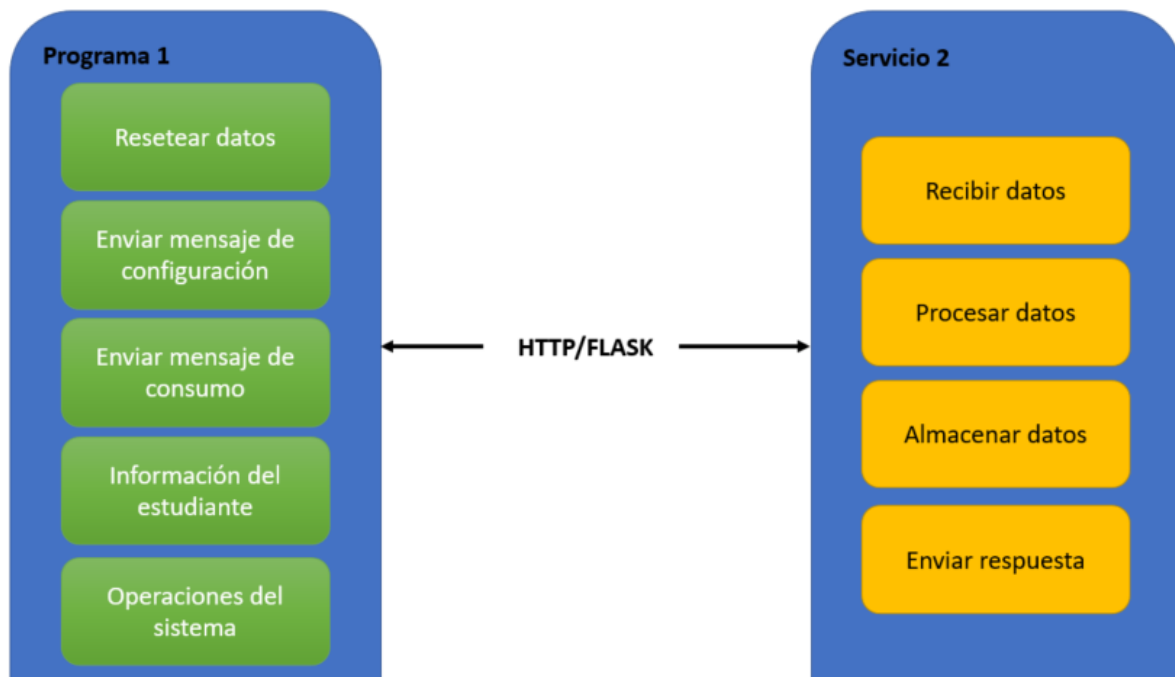 Programa 1
Resetear datos
Enviar mensaje de
configuración
Enviar mensaje de
consumo
Información del
estudiante
Operaciones del
sistema
HTTP/FLASK
Servicio 2
Recibir datos
Procesar datos
Almacenar datos
Enviar respuesta